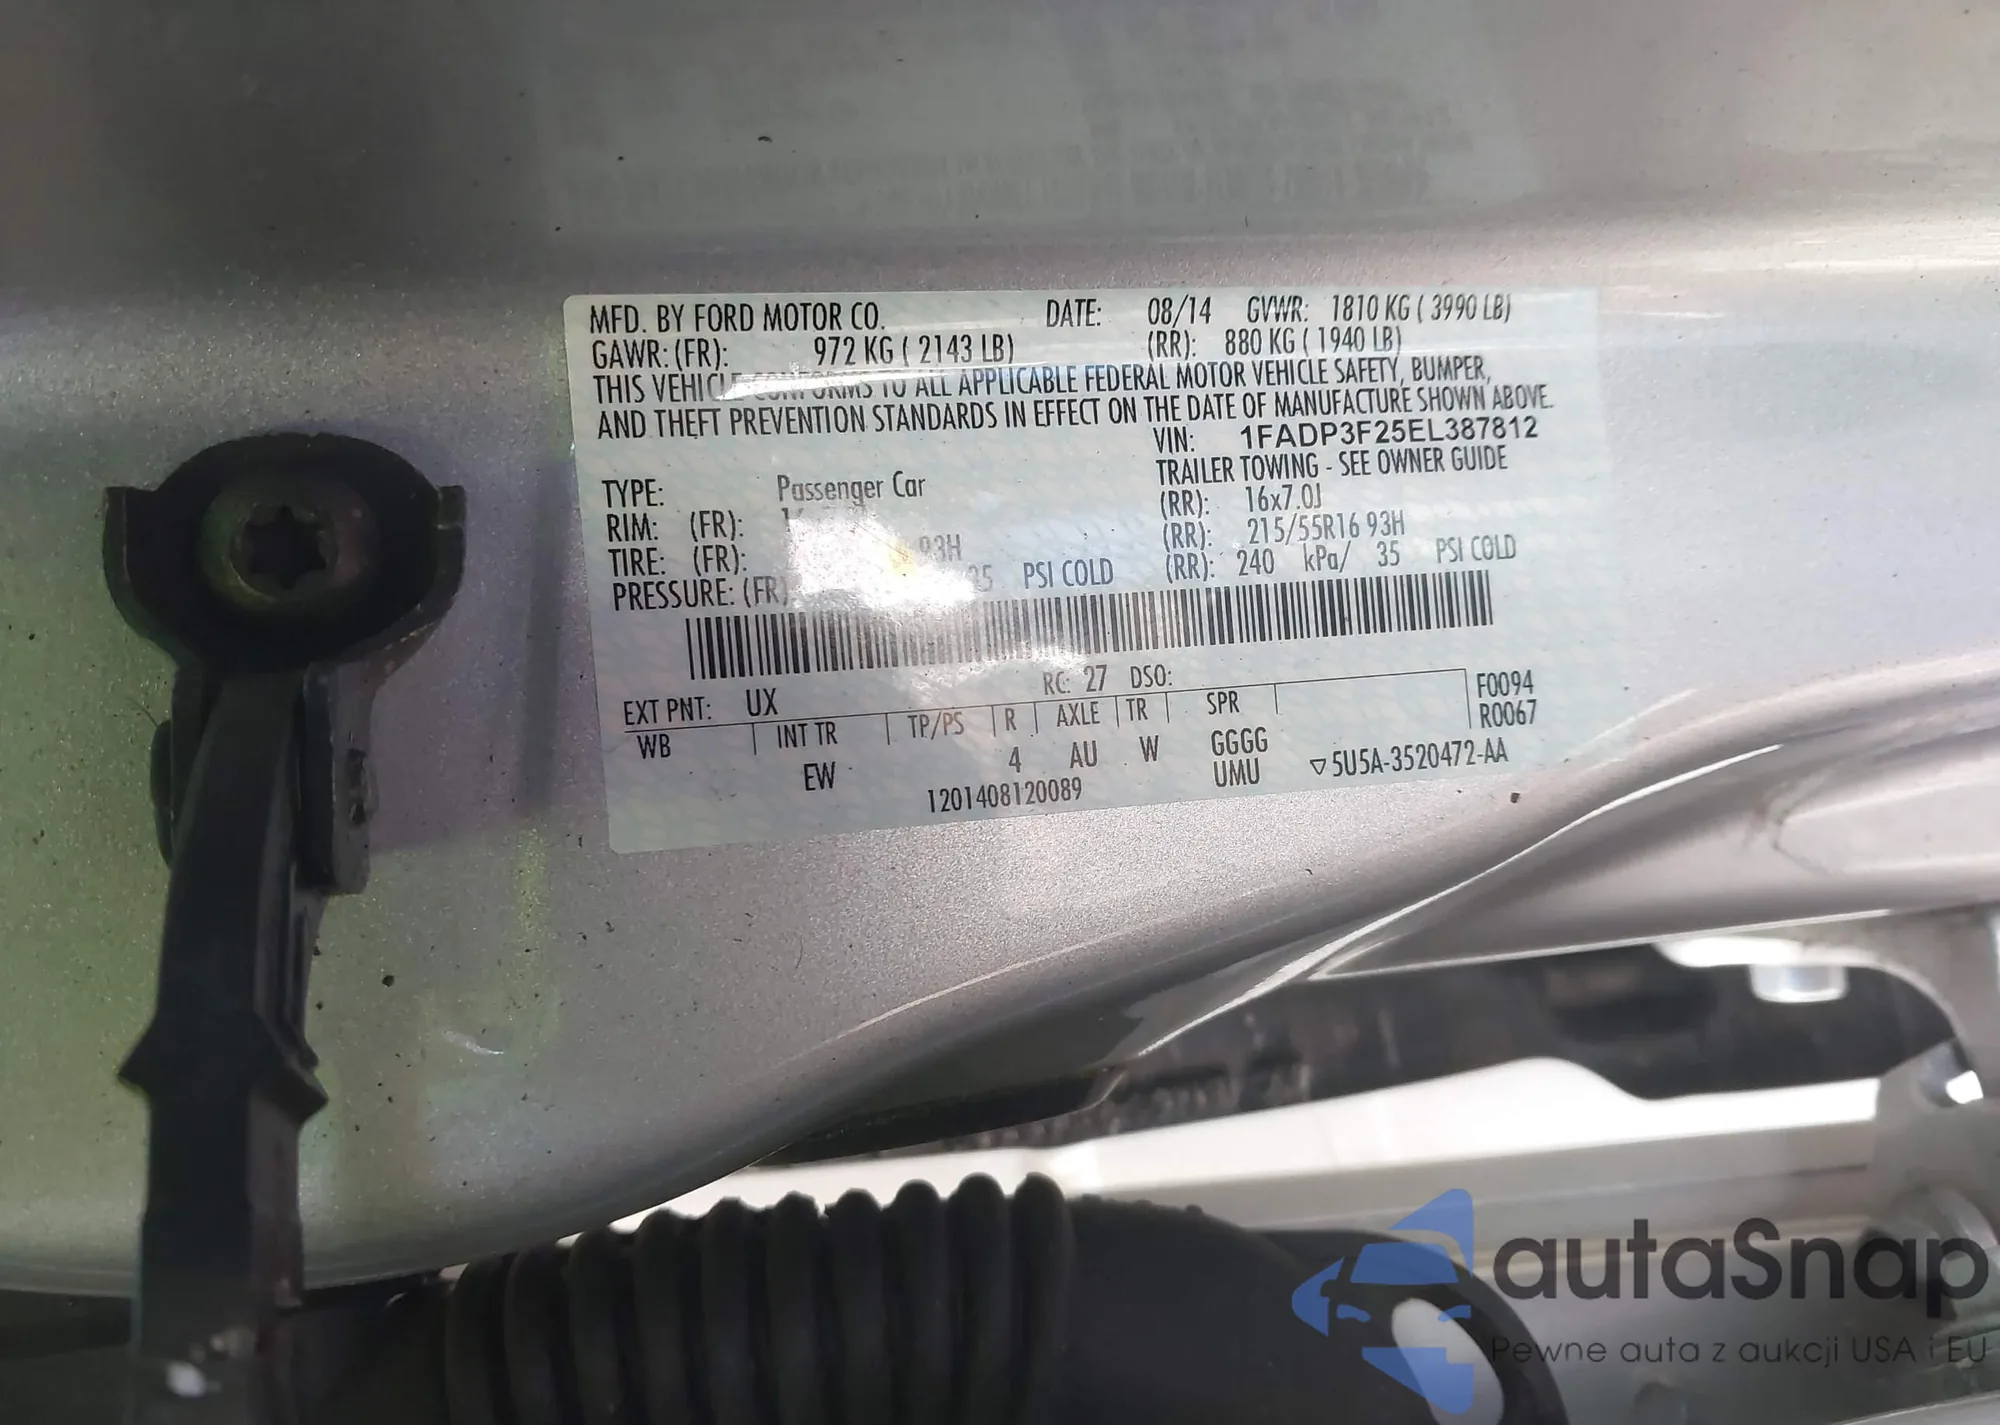 MFD. BY FORD MOTOR CO. DATE: 08/14 GVWR: 1810 KG ( 3990 LB)
GAWR: (FR): 972 KG ( 2143 LB) (RR): 880 KG ( 1940 LB)
THIS VEHICLE CONFORMS TO ALL APPLICABLE FEDERAL MOTOR VEHICLE SAFETY, BUMPER,
AND THEFT PREVENTION STANDARDS IN EFFECT ON THE DATE OF MANUFACTURE SHOWN ABOVE.
VIN: 1FADP3F25EL387812
TRAILER TOWING - SEE OWNER GUIDE
TYPE: Passenger Car
RIM: (FR): (RR): 16x7.0J
TIRE: (FR): 93H (RR): 215/55R16 93H
PRESSURE: (FR) 35 PSI COLD (RR): 240 kPa/ 35 PSI COLD
RC: 27 DSO:
EXT PNT: UX F0094
WB INT TR TP/PS R AXLE TR SPR R0067
EW 4 AU W GGGG
UMU ▽5U5A-3520472-AA
1201408120089
autaSnap
Pewne auta z aukcji USA i EU